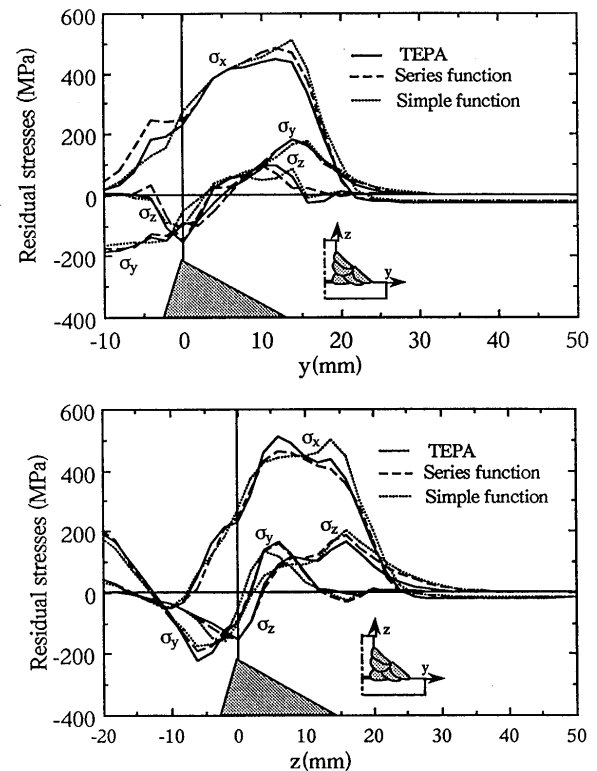 600
400
200
0
-200
-400
Residual stresses (MPa)
σx
σy
σz
σz
σy
TEPA
Series function
Simple function
z
y
-10
0
10
20
30
40
50
y(mm)
600
400
200
0
-200
-400
Residual stresses (MPa)
σx
σy
σz
σy
σz
TEPA
Series function
Simple function
z
y
-20
-10
0
10
20
30
40
50
z(mm)